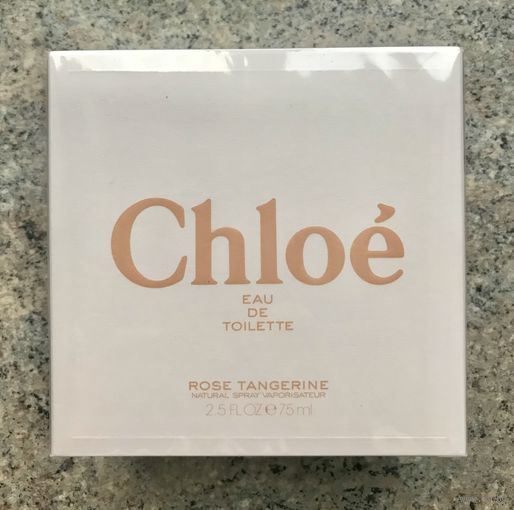 Chloé
EAU
DE
TOILETTE
ROSE TANGERINE
NATURAL SPRAY VAPORISATEUR
2.5 FL.OZ ℮ 75 ml